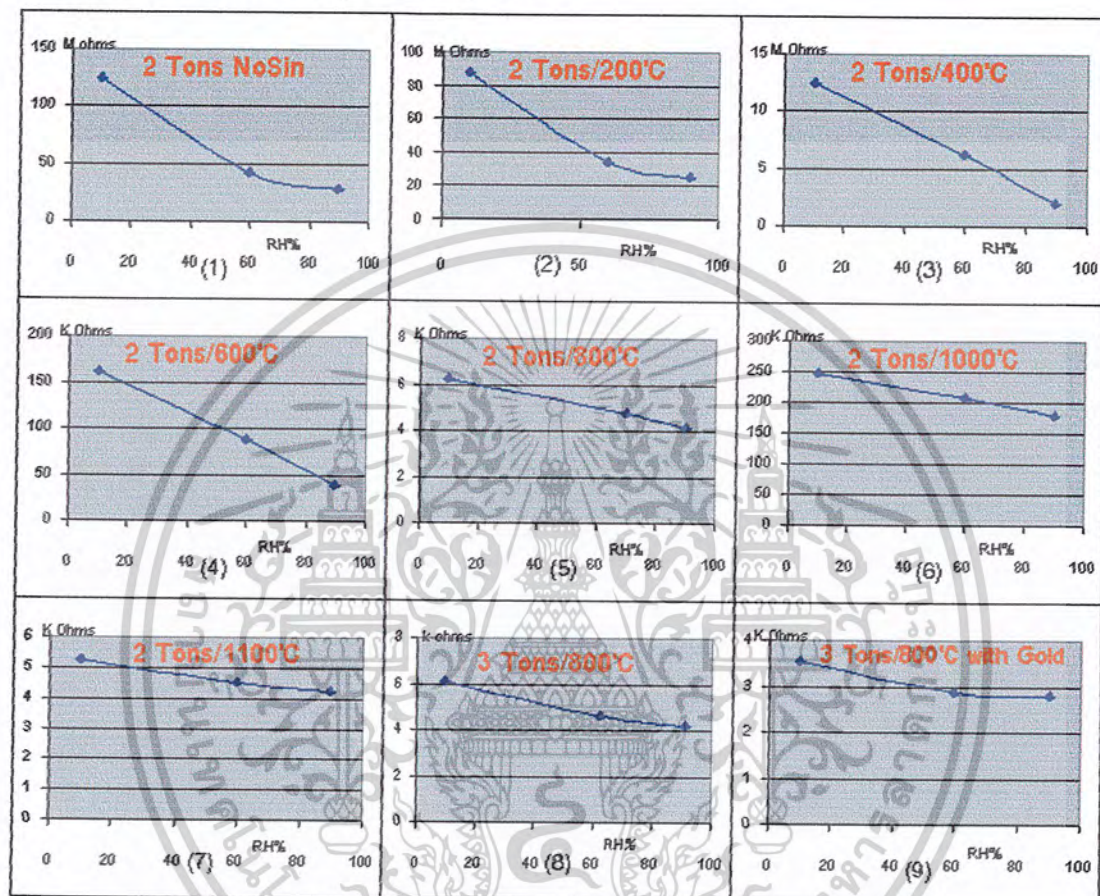 M ohms
2 Tons NoSin
150
100
50
0
RH%
0 20 40 60 80 100
(1)
M Ohms
2 Tons/200°C
100
80
60
40
20
0
RH%
0 50 100
(2)
M Ohms
2 Tons/400°C
15
10
5
0
RH%
0 20 40 60 80 100
(3)
K Ohms
2 Tons/600°C
200
150
100
50
0
RH%
0 20 40 60 80 100
(4)
K Ohms
2 Tons/800°C
8
6
4
2
0
RH%
0 20 40 60 80 100
(5)
K Ohms
2 Tons/1000°C
300
250
200
150
100
50
0
RH%
0 20 40 60 80 100
(6)
K Ohms
2 Tons/1100°C
6
5
4
3
2
1
0
RH%
0 20 40 60 80 100
(7)
k-ohms
3 Tons/800°C
8
6
4
2
0
RH%
0 20 40 60 80 100
(8)
K Ohms
3 Tons/800°C with Gold
4
3
2
1
0
RH%
0 20 40 60 80 100
(9)